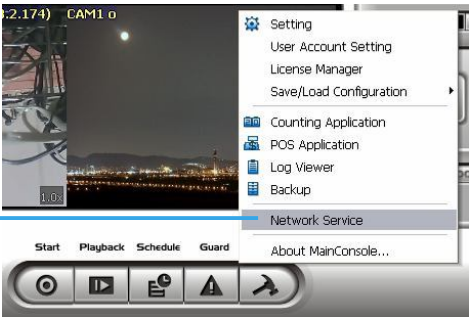 3:2.174) CAM1 o
1.0x
Setting
User Account Setting
License Manager
Save/Load Configuration
Counting Application
POS Application
Log Viewer
Backup
Network Service
About MainConsole...
Start Playback Schedule Guard